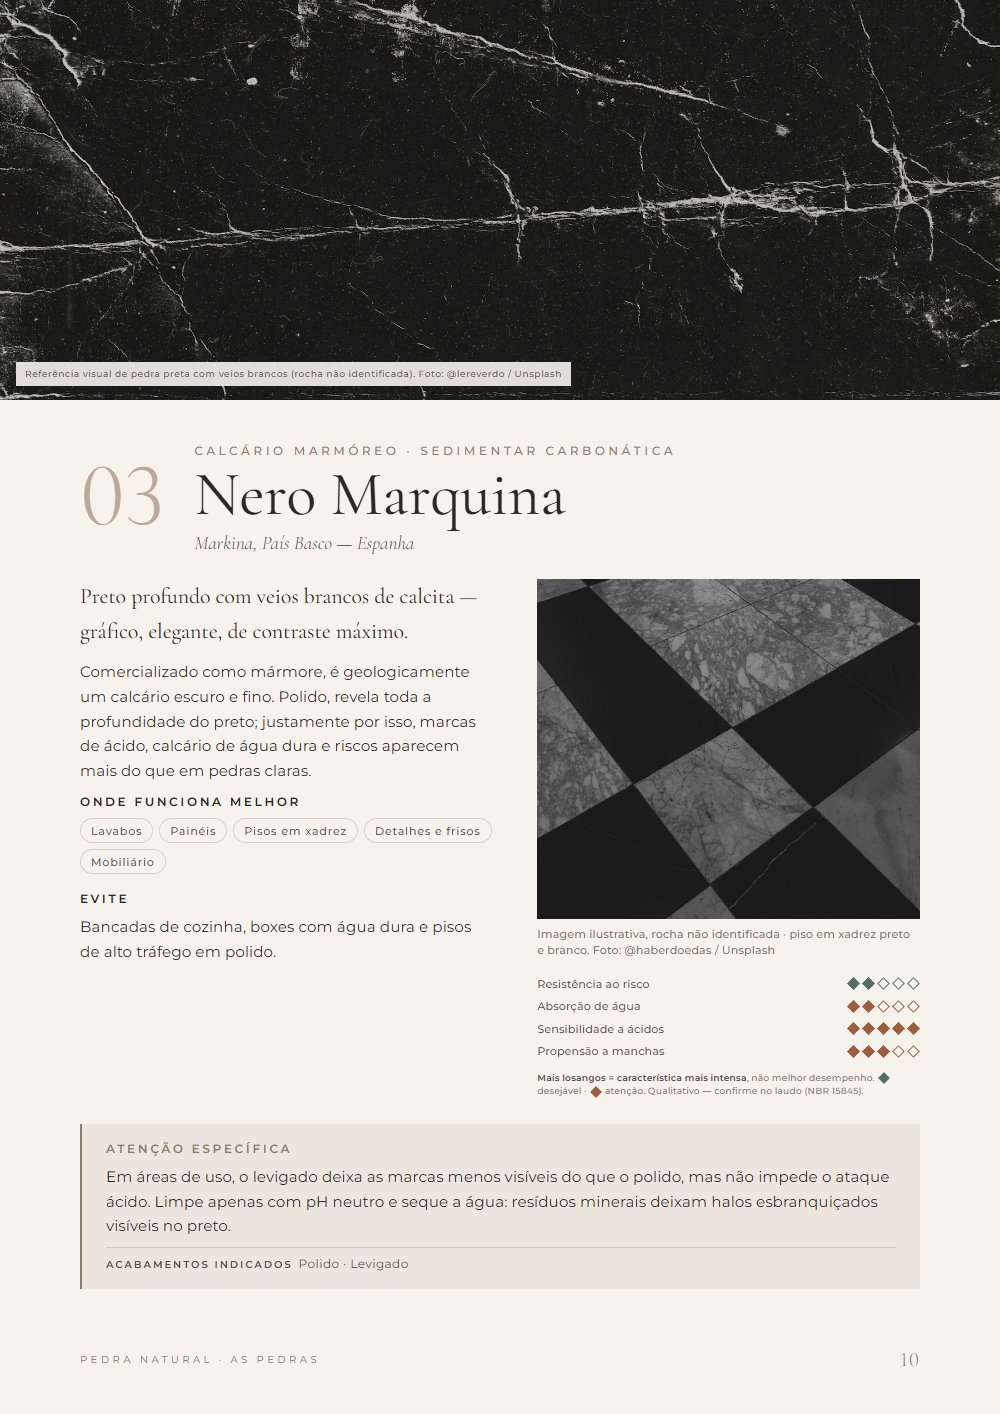 Referência visual de pedra preta com veios brancos (rocha não identificada). Foto: @lereverdo / Unsplash
CALCÁRIO MARMÓREO · SEDIMENTAR CARBONÁTICA
03
Nero Marquina
Markina, País Basco — Espanha
Preto profundo com veios brancos de calcita —
gráfico, elegante, de contraste máximo.
Comercializado como mármore, é geologicamente
um calcário escuro e fino. Polido, revela toda a
profundidade do preto; justamente por isso, marcas
de ácido, calcário de água dura e riscos aparecem
mais do que em pedras claras.
ONDE FUNCIONA MELHOR
Lavabos Painéis Pisos em xadrez Detalhes e frisos
Mobiliário
EVITE
Bancadas de cozinha, boxes com água dura e pisos
de alto tráfego em polido.
Imagem ilustrativa, rocha não identificada · piso em xadrez preto
e branco. Foto: @haberdoedas / Unsplash
Resistência ao risco
Absorção de água
Sensibilidade a ácidos
Propensão a manchas
Mais losangos = característica mais intensa, não melhor desempenho.
desejável · atenção. Qualitativo — confirme no laudo (NBR 15845).
ATENÇÃO ESPECÍFICA
Em áreas de uso, o levigado deixa as marcas menos visíveis do que o polido, mas não impede o ataque
ácido. Limpe apenas com pH neutro e seque a água: resíduos minerais deixam halos esbranquiçados
visíveis no preto.
ACABAMENTOS INDICADOS Polido · Levigado
PEDRA NATURAL · AS PEDRAS
10